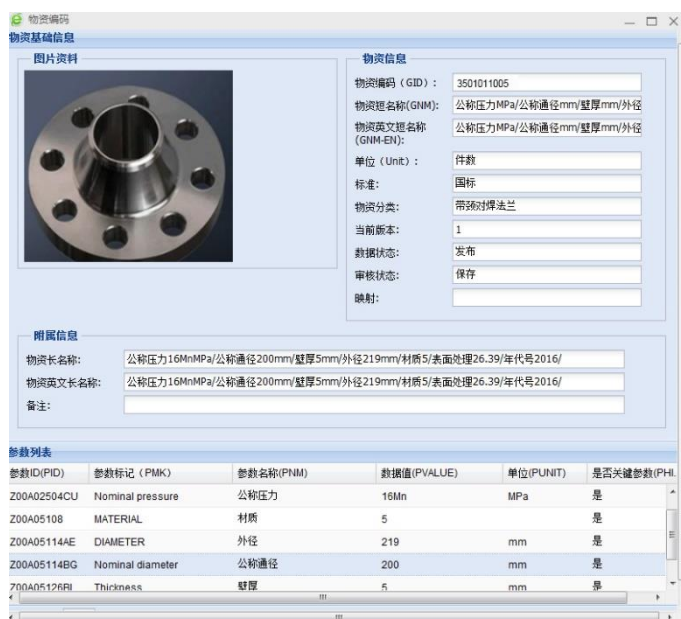 物资编码
物资基础信息
图片资料
物资信息
物资编码（GID）: 3501011005
物资短名称(GNM): 公称压力MPa/公称通径mm/壁厚mm/外径
物资英文短名称(GNM-EN): 公称压力MPa/公称通径mm/壁厚mm/外径
单位（Unit）: 件数
标准: 国标
物资分类: 带颈对焊法兰
当前版本: 1
数据状态: 发布
审核状态: 保存
映射:
附属信息
物资长名称: 公称压力16MnMPa/公称通径200mm/壁厚5mm/外径219mm/材质5/表面处理26.39/年代号2016/
物资英文长名称: 公称压力16MnMPa/公称通径200mm/壁厚5mm/外径219mm/材质5/表面处理26.39/年代号2016/
备注:
参数列表
参数ID(PID) 参数标记（PMK） 参数名称(PNM) 数据值(PVALUE) 单位(PUNIT) 是否关键参数(PHI
Z00A02504CU Nominal pressure 公称压力 16Mn MPa 是
Z00A05108 MATERIAL 材质 5 是
Z00A05114AE DIAMETER 外径 219 mm 是
Z00A05114BG Nominal diameter 公称通径 200 mm 是
Z00A05126BL Thickness 壁厚 5 mm 是